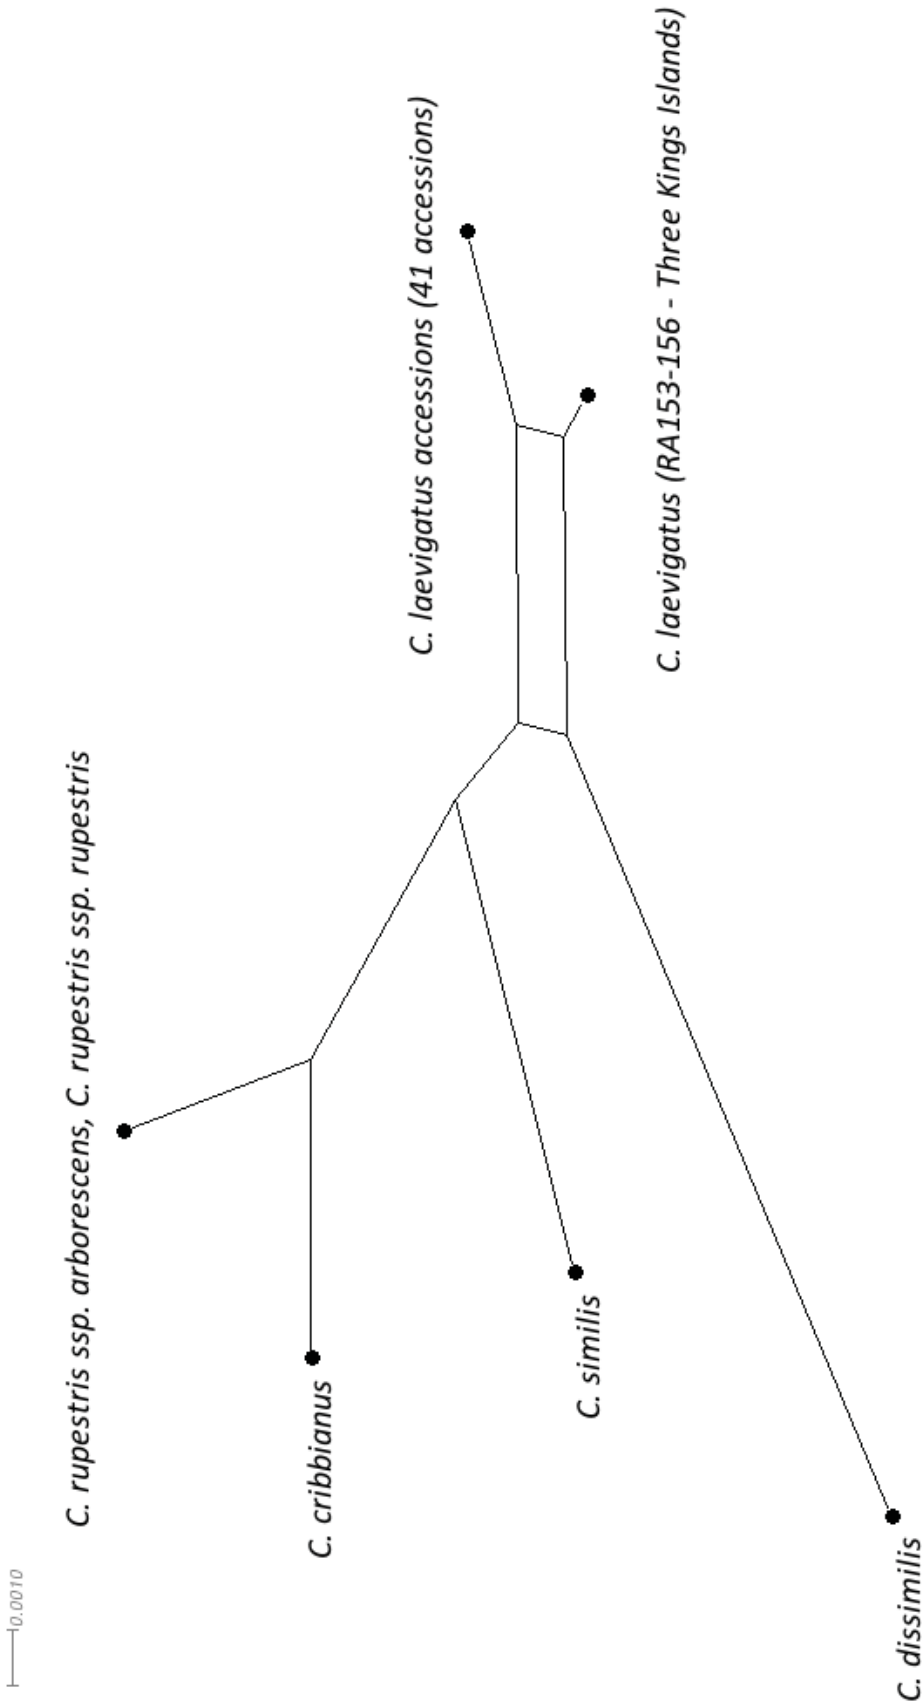 C. laevigatus accessions (41 accessions)
C. laevigatus (RA153-156 - Three Kings Islands)
C. rupestris ssp. arborescens, C. rupestris ssp. rupestris
C. cribbianus
C. similis
C. dissimilis
0.0010